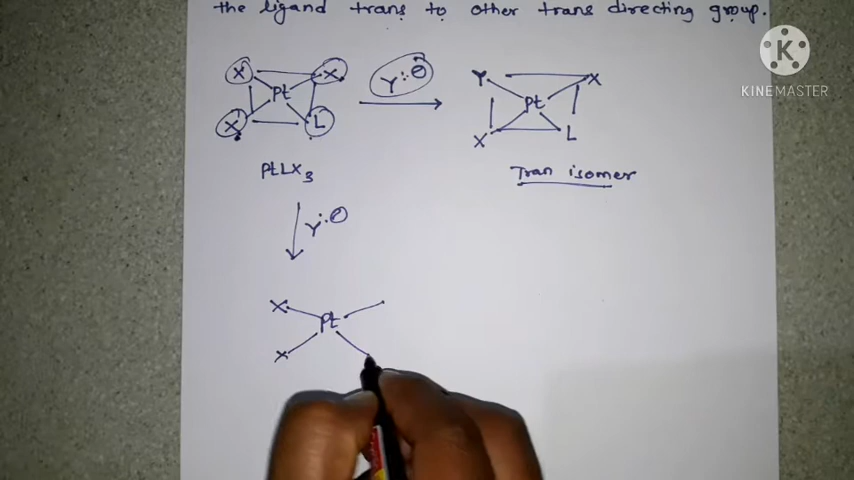 the ligand trans to other trans directing group.
X X Y:⊖ Y X
Pt Pt
X L X L
PtLX₃ Tran isomer
Y:⊖
X
Pt
X
K
KINEMASTER